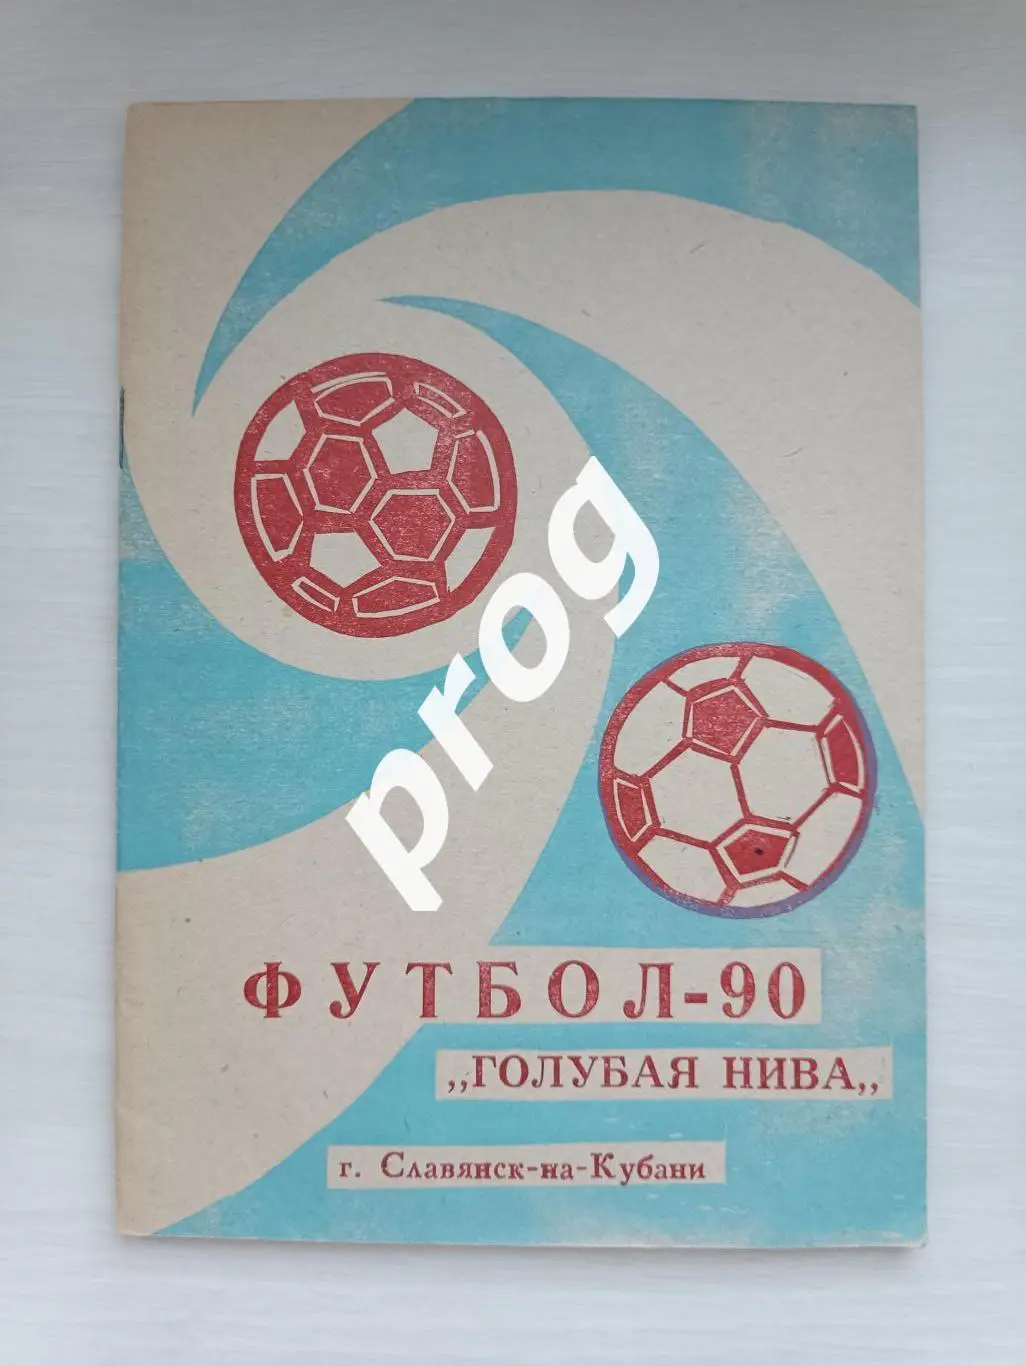 prog
ФУТБОЛ-90
„ГОЛУБАЯ НИВА„
г. Славянск-на-Кубани